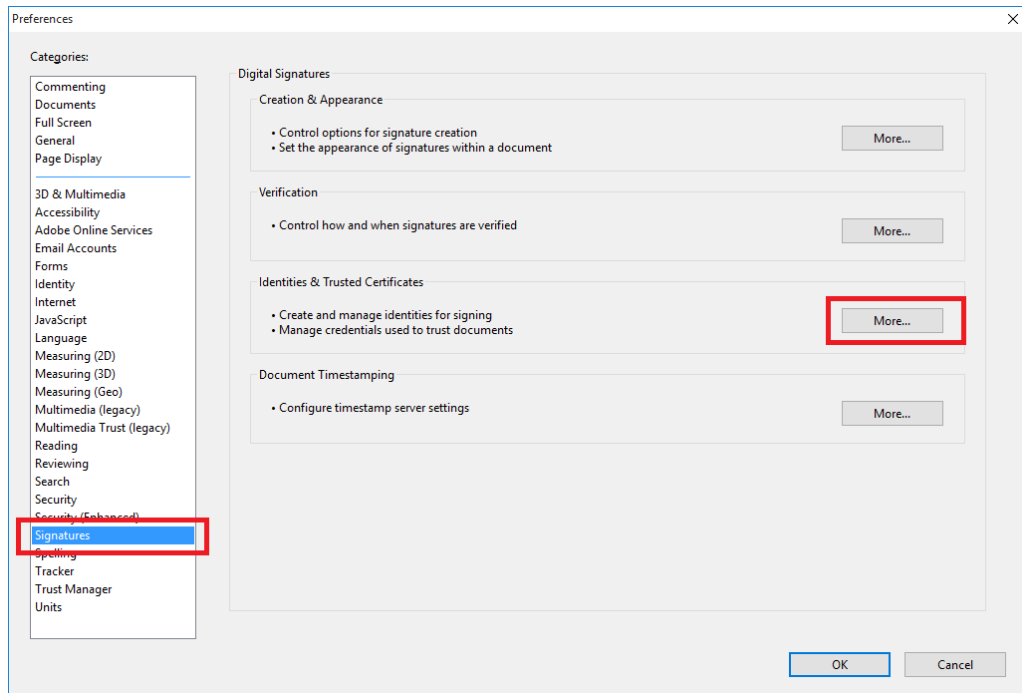 Preferences
Categories:
Commenting
Documents
Full Screen
General
Page Display
3D & Multimedia
Accessibility
Adobe Online Services
Email Accounts
Forms
Identity
Internet
JavaScript
Language
Measuring (2D)
Measuring (3D)
Measuring (Geo)
Multimedia (legacy)
Multimedia Trust (legacy)
Reading
Reviewing
Search
Security
Security (Enhanced)
Signatures
Spelling
Tracker
Trust Manager
Units
Digital Signatures
Creation & Appearance
• Control options for signature creation
• Set the appearance of signatures within a document
More...
Verification
• Control how and when signatures are verified
More...
Identities & Trusted Certificates
• Create and manage identities for signing
• Manage credentials used to trust documents
More...
Document Timestamping
• Configure timestamp server settings
More...
OK
Cancel